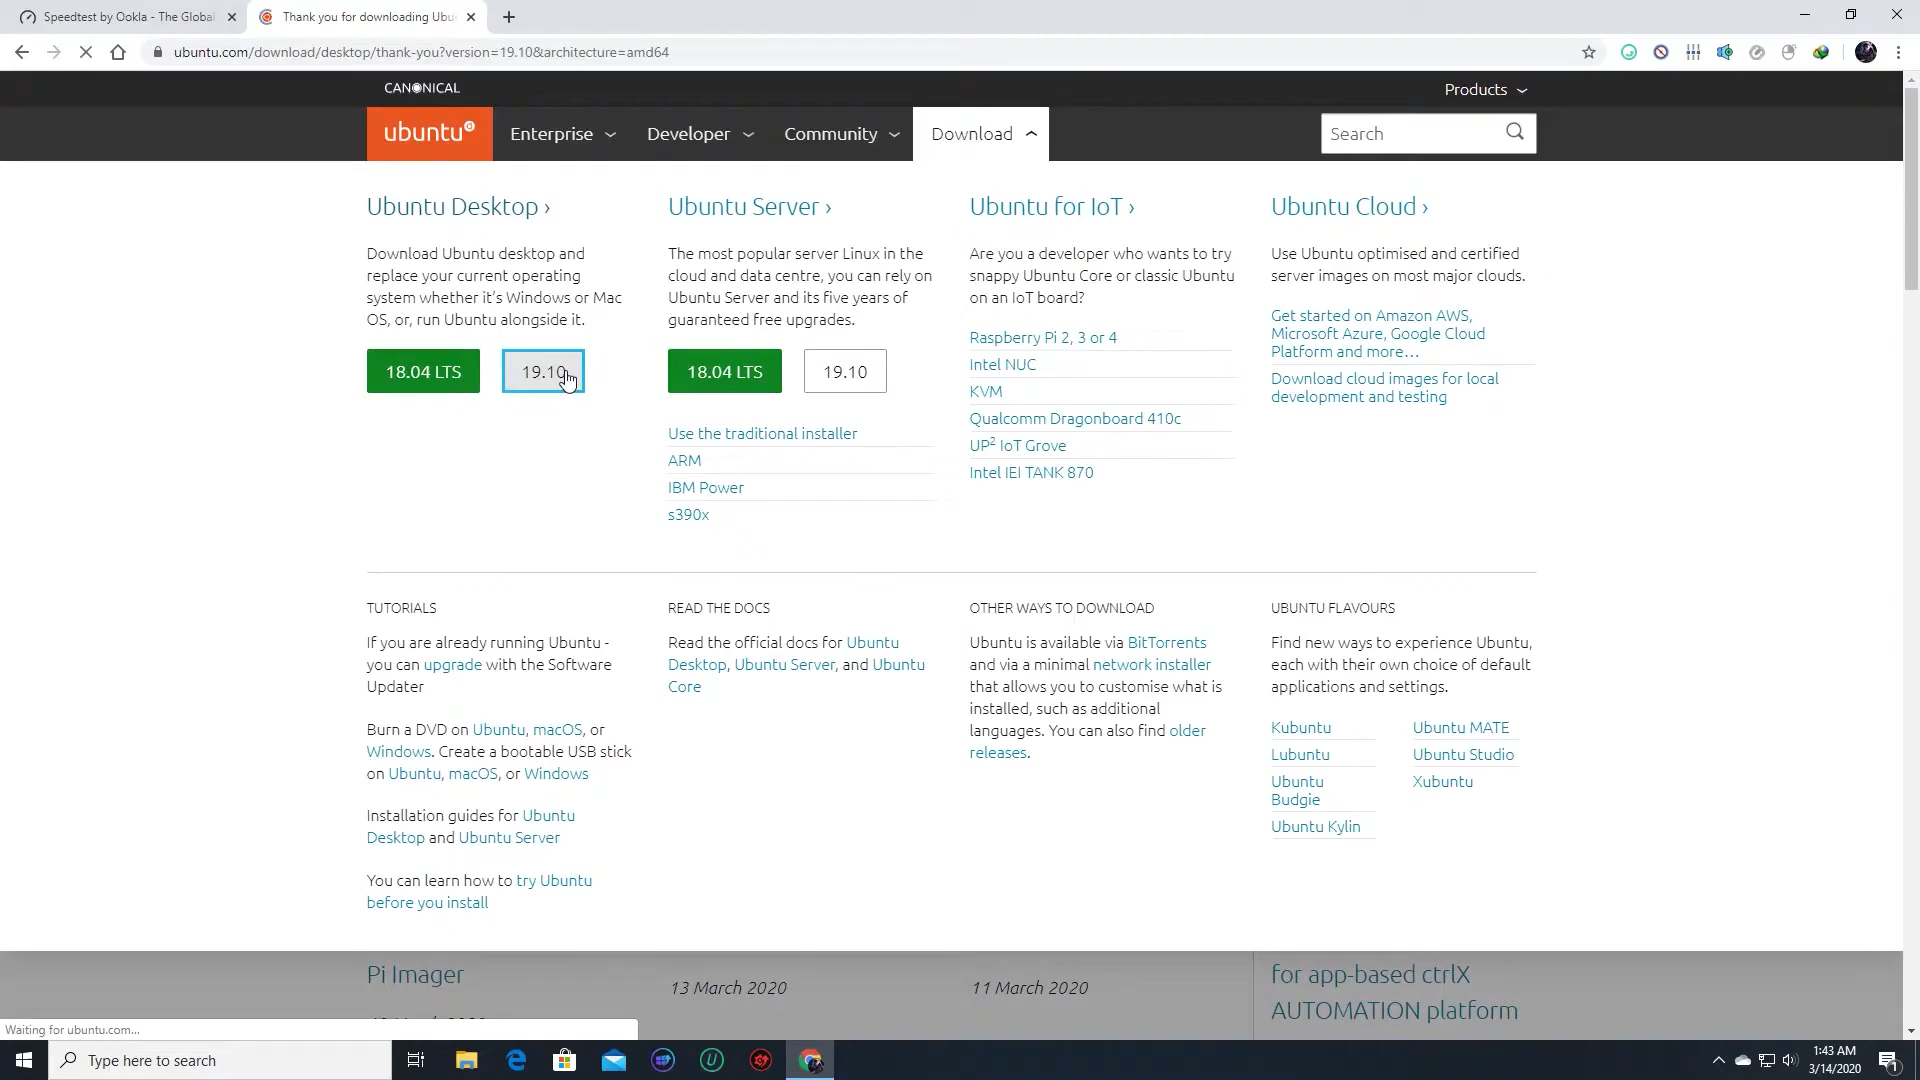 Speedtest by Ookla - The Global
Thank you for downloading Ubu
ubuntu.com/download/desktop/thank-you?version=19.10&architecture=amd64
CANONICAL
Products
ubuntu
Enterprise
Developer
Community
Download
Search
Ubuntu Desktop ›
Download Ubuntu desktop and
replace your current operating
system whether it's Windows or Mac
OS, or, run Ubuntu alongside it.
18.04 LTS
19.10
Ubuntu Server ›
The most popular server Linux in the
cloud and data centre, you can rely on
Ubuntu Server and its five years of
guaranteed free upgrades.
18.04 LTS
19.10
Use the traditional installer
ARM
IBM Power
s390x
Ubuntu for IoT ›
Are you a developer who wants to try
snappy Ubuntu Core or classic Ubuntu
on an IoT board?
Raspberry Pi 2, 3 or 4
Intel NUC
KVM
Qualcomm Dragonboard 410c
UP² IoT Grove
Intel IEI TANK 870
Ubuntu Cloud ›
Use Ubuntu optimised and certified
server images on most major clouds.
Get started on Amazon AWS,
Microsoft Azure, Google Cloud
Platform and more…
Download cloud images for local
development and testing
TUTORIALS
If you are already running Ubuntu -
you can upgrade with the Software
Updater
Burn a DVD on Ubuntu, macOS, or
Windows. Create a bootable USB stick
on Ubuntu, macOS, or Windows
Installation guides for Ubuntu
Desktop and Ubuntu Server
You can learn how to try Ubuntu
before you install
READ THE DOCS
Read the official docs for Ubuntu
Desktop, Ubuntu Server, and Ubuntu
Core
OTHER WAYS TO DOWNLOAD
Ubuntu is available via BitTorrents
and via a minimal network installer
that allows you to customise what is
installed, such as additional
languages. You can also find older
releases.
UBUNTU FLAVOURS
Find new ways to experience Ubuntu,
each with their own choice of default
applications and settings.
Kubuntu
Lubuntu
Ubuntu
Budgie
Ubuntu Kylin
Ubuntu MATE
Ubuntu Studio
Xubuntu
Pi Imager
13 March 2020
11 March 2020
for app-based ctrlX
AUTOMATION platform
Waiting for ubuntu.com...
Type here to search
1:43 AM
3/14/2020
1